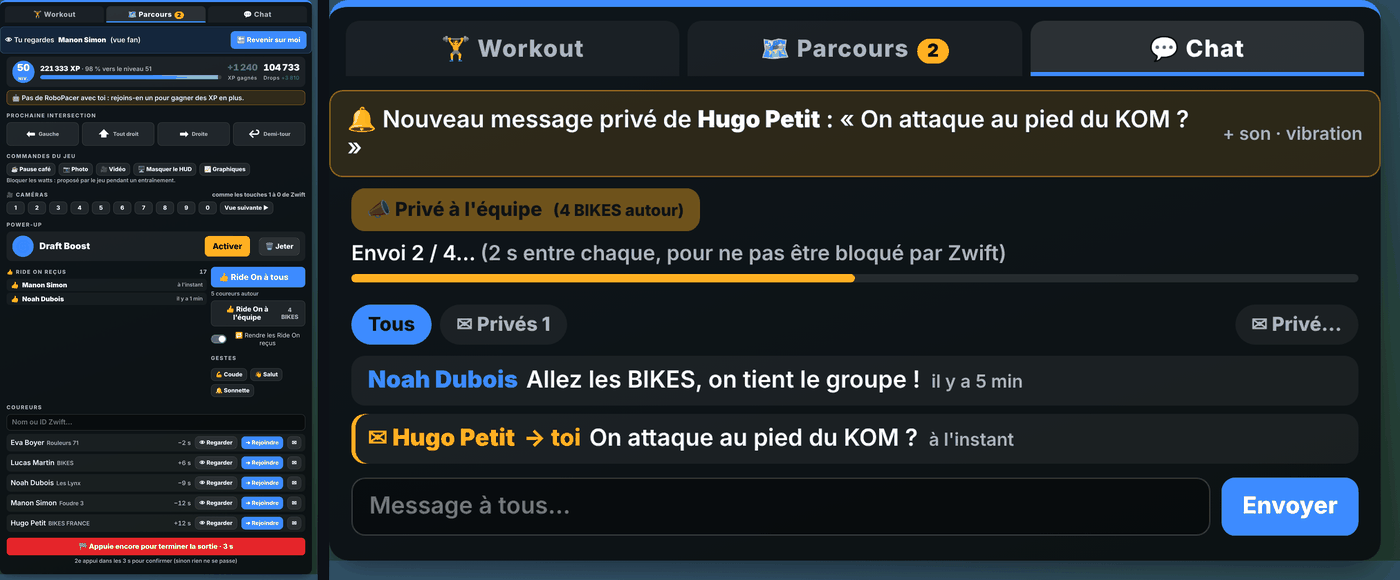 🏋️ Workout
🗺️ Parcours 2
💬 Chat
👁 Tu regardes Manon Simon (vue fan)
Revenir sur moi
50
NIV.
221 333 XP · 98 % vers le niveau 51
+1 240
XP gagnés
104 733
Drops
🤖 Pas de RoboPacer avec toi : rejoins-en un pour gagner des XP en plus.
PROCHAINE INTERSECTION
⬅ Gauche
⬆ Tout droit
➡ Droite
↩ Demi-tour
COMMANDES DU JEU
☕ Pause café
📷 Photo
🎥 Vidéo
Masquer le HUD
📈 Graphiques
Bloquer les watts : proposé par le jeu pendant un entraînement.
🎥 CAMÉRAS
comme les touches 1 à 0 de Zwift
1 2 3 4 5 6 7 8 9 0 Vue suivante ▶
POWER-UP
Draft Boost
Activer
🗑 Jeter
👍 RIDE ON REÇUS 17
👍 Manon Simon à l'instant
👍 Noah Dubois il y a 1 min
👍 Ride On à tous
5 coureurs autour
👍 Ride On à
l'équipe
4
BIKES
🔁 Rendre les Ride On
reçus
GESTES
💪 Coude
👋 Salut
🔔 Sonnette
COUREURS
Nom ou ID Zwift...
Eva Boyer Rouleurs 71 −2 s 👁 Regarder ➜ Rejoindre ✉
Lucas Martin BIKES +6 s 👁 Regarder ➜ Rejoindre ✉
Noah Dubois Les Lynx −9 s 👁 Regarder ➜ Rejoindre ✉
Manon Simon Foudre 3 −12 s 👁 Regarder ➜ Rejoindre ✉
Hugo Petit BIKES FRANCE +12 s 👁 Regarder ➜ Rejoindre ✉
🏁 Appuie encore pour terminer la sortie · 3 s
2e appui dans les 3 s pour confirmer (sinon rien ne se passe)
🏋️ Workout
🗺️ Parcours 2
💬 Chat
🔔 Nouveau message privé de Hugo Petit : « On attaque au pied du KOM ?
»
+ son · vibration
📣 Privé à l'équipe (4 BIKES autour)
Envoi 2 / 4… (2 s entre chaque, pour ne pas être bloqué par Zwift)
Tous
✉ Privés 1
✉ Privé…
Noah Dubois Allez les BIKES, on tient le groupe ! il y a 5 min
✉ Hugo Petit → toi On attaque au pied du KOM ? à l'instant
Message à tous…
Envoyer